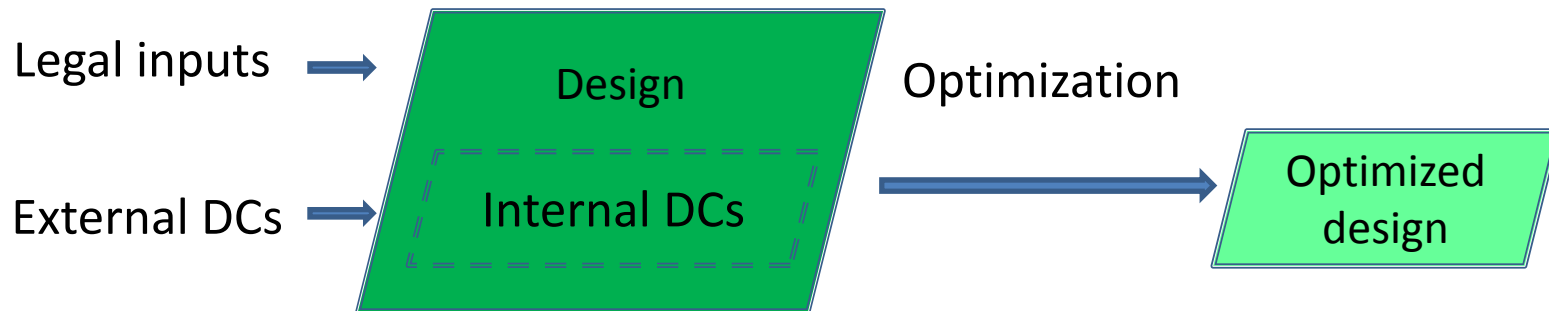 Legal inputs
Design
Optimization
External DCs
Internal DCs
Optimized
design